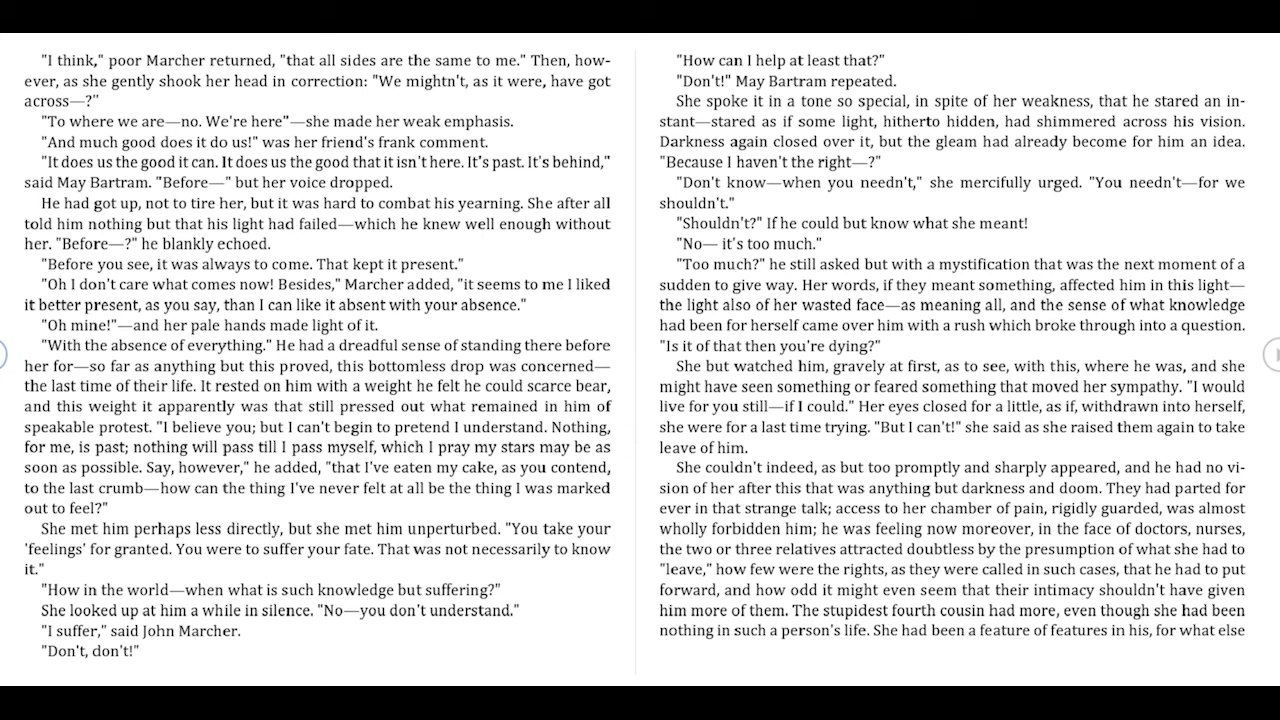 "I think," poor Marcher returned, "that all sides are the same to me." Then, how-
ever, as she gently shook her head in correction: "We mightn't, as it were, have got
across—?"
"To where we are—no. We're here"—she made her weak emphasis.
"And much good does it do us!" was her friend's frank comment.
"It does us the good it can. It does us the good that it isn't here. It's past. It's behind,"
said May Bartram. "Before—" but her voice dropped.
He had got up, not to tire her, but it was hard to combat his yearning. She after all
told him nothing but that his light had failed—which he knew well enough without
her. "Before—?" he blankly echoed.
"Before you see, it was always to come. That kept it present."
"Oh I don't care what comes now! Besides," Marcher added, "it seems to me I liked
it better present, as you say, than I can like it absent with your absence."
"Oh mine!"—and her pale hands made light of it.
"With the absence of everything." He had a dreadful sense of standing there before
her for—so far as anything but this proved, this bottomless drop was concerned—
the last time of their life. It rested on him with a weight he felt he could scarce bear,
and this weight it apparently was that still pressed out what remained in him of
speakable protest. "I believe you; but I can't begin to pretend I understand. Nothing,
for me, is past; nothing will pass till I pass myself, which I pray my stars may be as
soon as possible. Say, however," he added, "that I've eaten my cake, as you contend,
to the last crumb—how can the thing I've never felt at all be the thing I was marked
out to feel?"
She met him perhaps less directly, but she met him unperturbed. "You take your
'feelings' for granted. You were to suffer your fate. That was not necessarily to know
it."
"How in the world—when what is such knowledge but suffering?"
She looked up at him a while in silence. "No—you don't understand."
"I suffer," said John Marcher.
"Don't, don't!"
"How can I help at least that?"
"Don't!" May Bartram repeated.
She spoke it in a tone so special, in spite of her weakness, that he stared an in-
stant—stared as if some light, hitherto hidden, had shimmered across his vision.
Darkness again closed over it, but the gleam had already become for him an idea.
"Because I haven't the right—?"
"Don't know—when you needn't," she mercifully urged. "You needn't—for we
shouldn't."
"Shouldn't?" If he could but know what she meant!
"No— it's too much."
"Too much?" he still asked but with a mystification that was the next moment of a
sudden to give way. Her words, if they meant something, affected him in this light—
the light also of her wasted face—as meaning all, and the sense of what knowledge
had been for herself came over him with a rush which broke through into a question.
"Is it of that then you're dying?"
She but watched him, gravely at first, as to see, with this, where he was, and she
might have seen something or feared something that moved her sympathy. "I would
live for you still—if I could." Her eyes closed for a little, as if, withdrawn into herself,
she were for a last time trying. "But I can't!" she said as she raised them again to take
leave of him.
She couldn't indeed, as but too promptly and sharply appeared, and he had no vi-
sion of her after this that was anything but darkness and doom. They had parted for
ever in that strange talk; access to her chamber of pain, rigidly guarded, was almost
wholly forbidden him; he was feeling now moreover, in the face of doctors, nurses,
the two or three relatives attracted doubtless by the presumption of what she had to
"leave," how few were the rights, as they were called in such cases, that he had to put
forward, and how odd it might even seem that their intimacy shouldn't have given
him more of them. The stupidest fourth cousin had more, even though she had been
nothing in such a person's life. She had been a feature of features in his, for what else